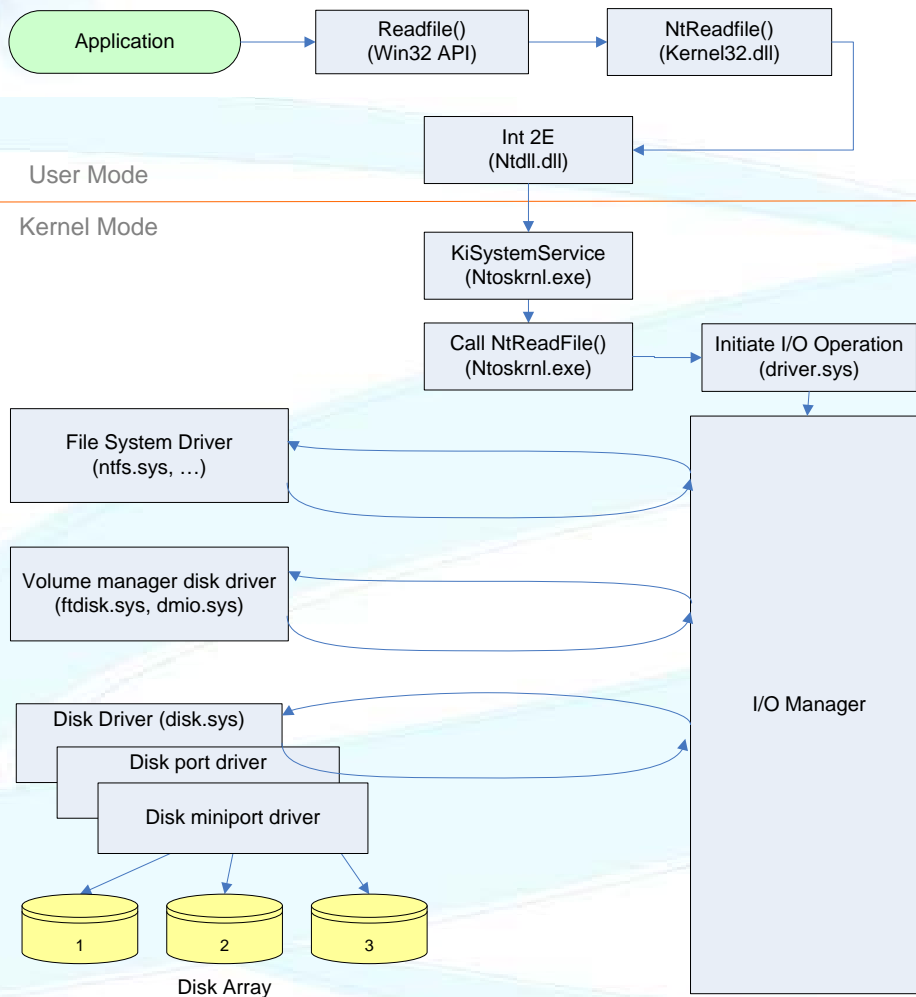 Application
Readfile()
(Win32 API)
NtReadfile()
(Kernel32.dll)
Int 2E
(Ntdll.dll)
User Mode
Kernel Mode
KiSystemService
(Ntoskrnl.exe)
Call NtReadFile()
(Ntoskrnl.exe)
Initiate I/O Operation
(driver.sys)
File System Driver
(ntfs.sys, …)
Volume manager disk driver
(ftdisk.sys, dmio.sys)
I/O Manager
Disk Driver (disk.sys)
Disk port driver
Disk miniport driver
1
2
3
Disk Array